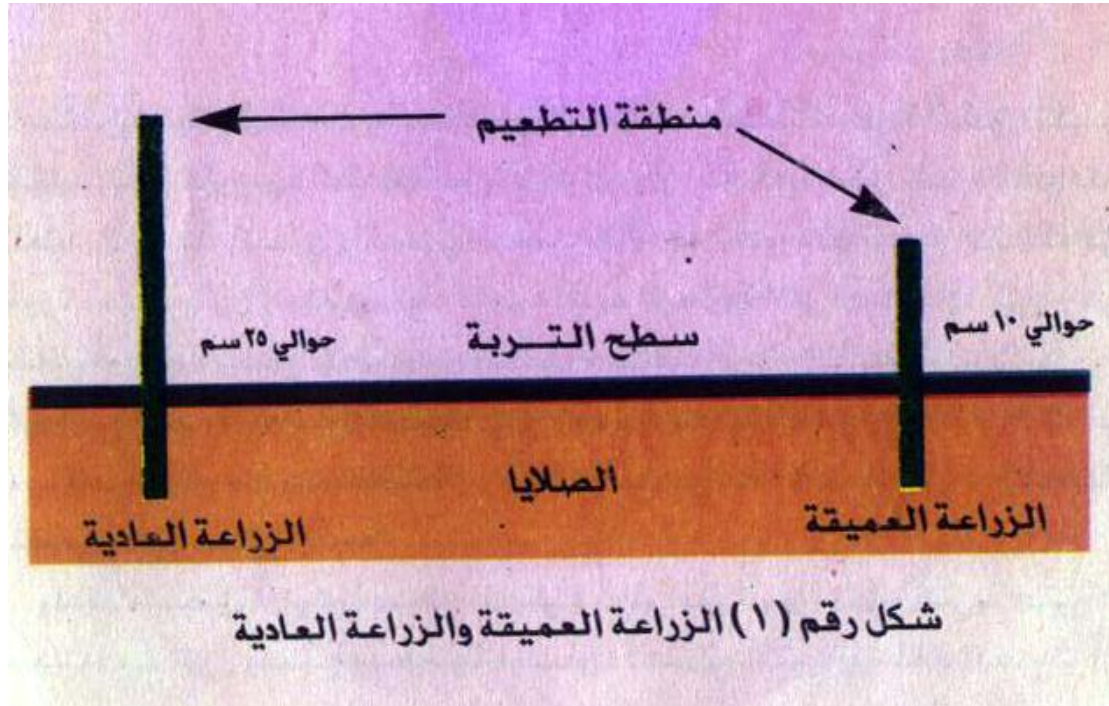 منطقة التطعيم
حوالي ١٠ سم
سطح التـــربة
حوالي ٢٥ سم
الصلايا
الزراعة العميقة
الزراعة العادية
شكل رقم (١) الزراعة العميقة والزراعة العادية